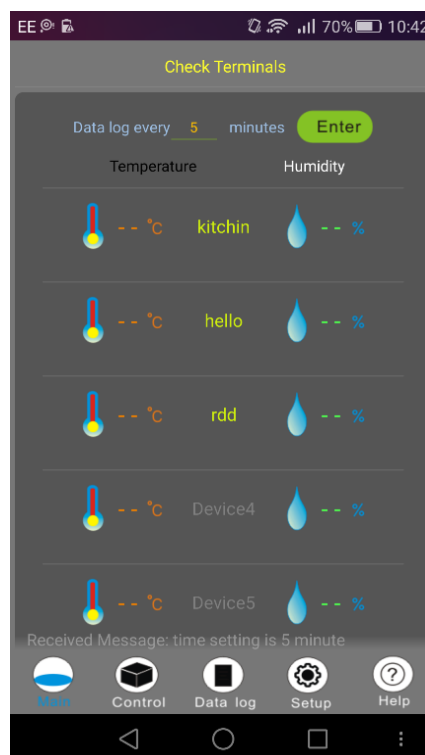 EE 70% 10:42
Check Terminals
Data log every 5 minutes Enter
Temperature Humidity
-- °C kitchin -- %
-- °C hello -- %
-- °C rdd -- %
-- °C Device4 -- %
-- °C Device5 -- %
Received Message: time setting is 5 minute
Main Control Data log Setup Help